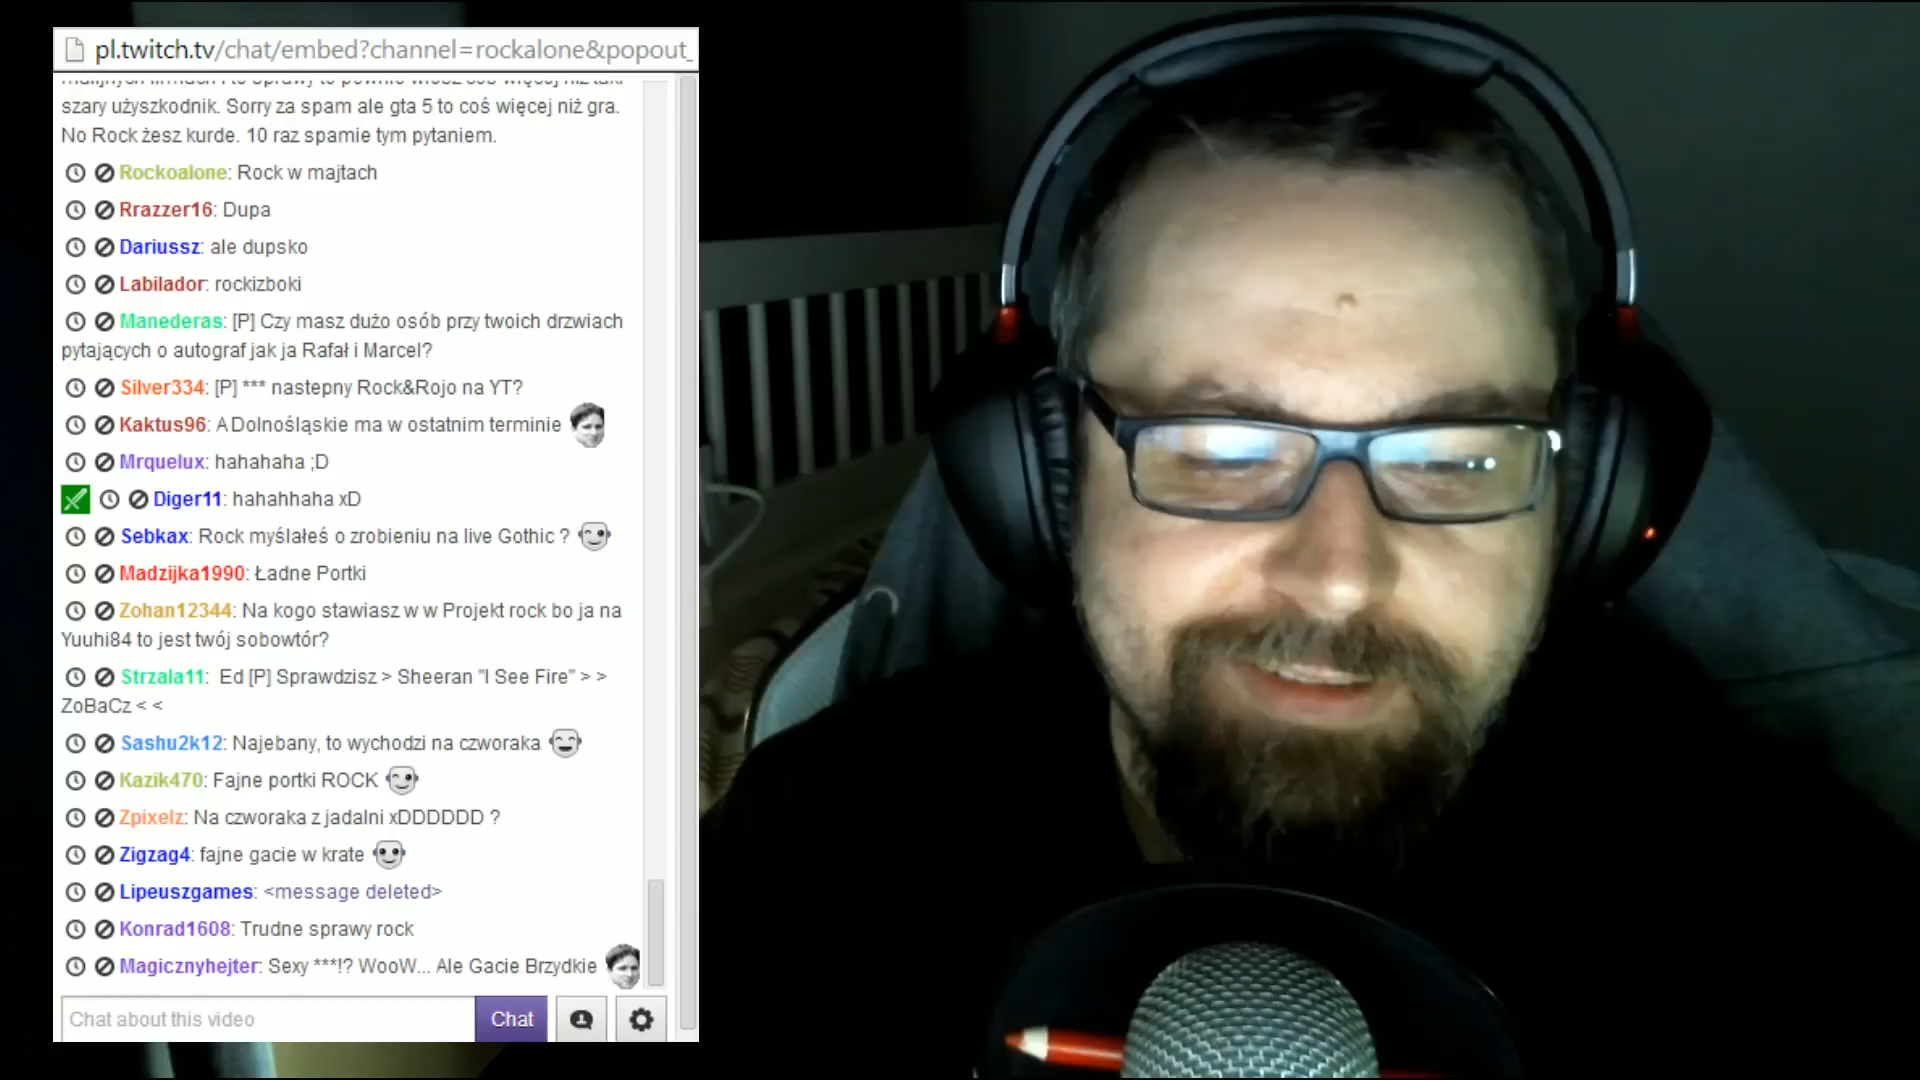 pl.twitch.tv/chat/embed?channel=rockalone&popout_
szary użyszkodnik. Sorry za spam ale gta 5 to coś więcej niż gra.
No Rock żesz kurde. 10 raz spamie tym pytaniem.
Rockoalone: Rock w majtach
Rrazzer16: Dupa
Dariussz: ale dupsko
Labilador: rockizboki
Manederas: [P] Czy masz dużo osób przy twoich drzwiach
pytających o autograf jak ja Rafał i Marcel?
Silver334: [P] *** nastepny Rock&Rojo na YT?
Kaktus96: A Dolnośląskie ma w ostatnim terminie
Mrquelux: hahahaha ;D
Diger11: hahahhaha xD
Sebkax: Rock myślałeś o zrobieniu na live Gothic ?
Madzijka1990: Ładne Portki
Zohan12344: Na kogo stawiasz w w Projekt rock bo ja na
Yuuhi84 to jest twój sobowtór?
Strzala11: Ed [P] Sprawdzisz > Sheeran "I See Fire" > >
ZoBaCz < <
Sashu2k12: Najebany, to wychodzi na czworaka
Kazik470: Fajne portki ROCK
Zpixelz: Na czworaka z jadalni xDDDDDD ?
Zigzag4: fajne gacie w krate
Lipeuszgames: <message deleted>
Konrad1608: Trudne sprawy rock
Magicznyhejter: Sexy ***!? WooW... Ale Gacie Brzydkie
Chat about this video
Chat